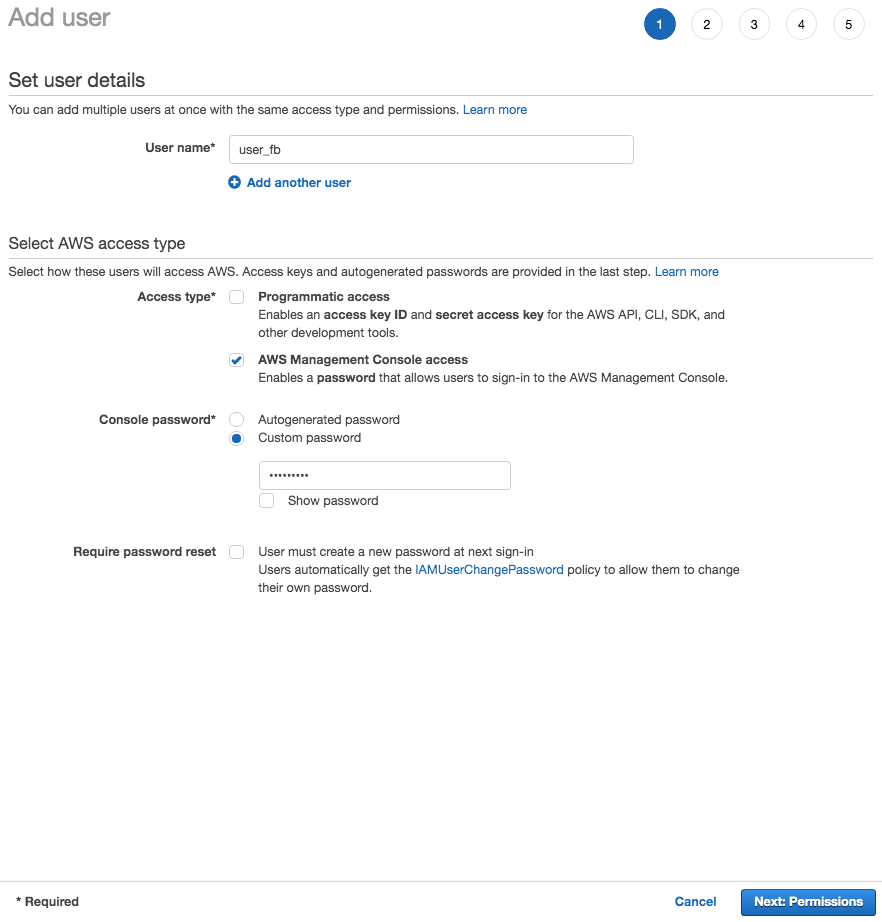 Add user
1 2 3 4 5
Set user details
You can add multiple users at once with the same access type and permissions. Learn more
User name* user_fb
Add another user
Select AWS access type
Select how these users will access AWS. Access keys and autogenerated passwords are provided in the last step. Learn more
Access type* Programmatic access
Enables an access key ID and secret access key for the AWS API, CLI, SDK, and
other development tools.
AWS Management Console access
Enables a password that allows users to sign-in to the AWS Management Console.
Console password* Autogenerated password
Custom password
•••••••••
Show password
Require password reset User must create a new password at next sign-in
Users automatically get the IAMUserChangePassword policy to allow them to change
their own password.
* Required Cancel Next: Permissions